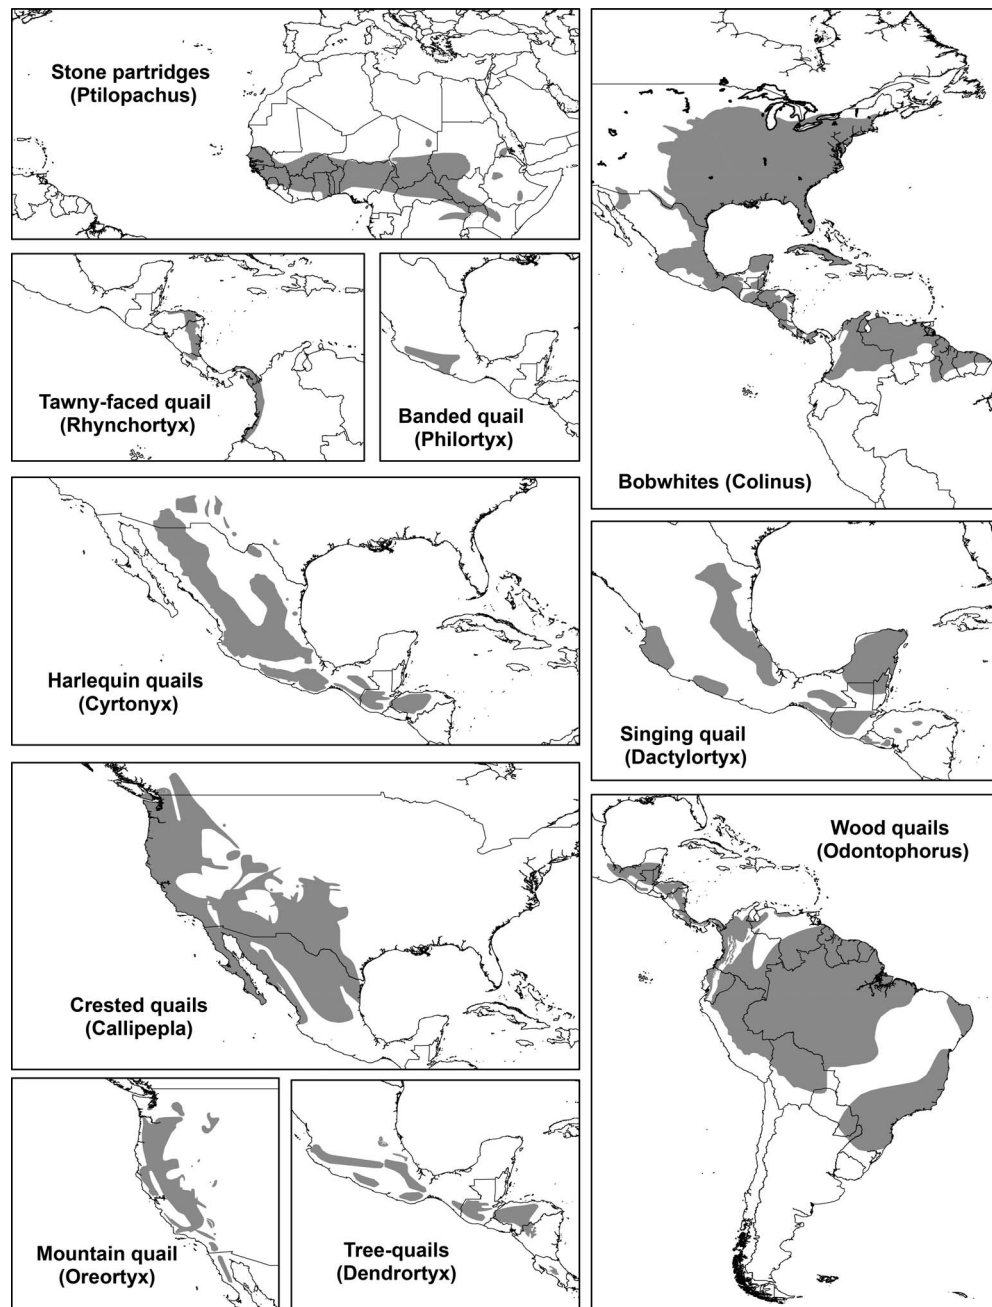 Stone partridges
(Ptilopachus)
Tawny-faced quail
(Rhynchortyx)
Banded quail
(Philortyx)
Bobwhites (Colinus)
Harlequin quails
(Cyrtonyx)
Singing quail
(Dactylortyx)
Crested quails
(Callipepla)
Wood quails
(Odontophorus)
Mountain quail
(Oreortyx)
Tree-quails
(Dendrortyx)